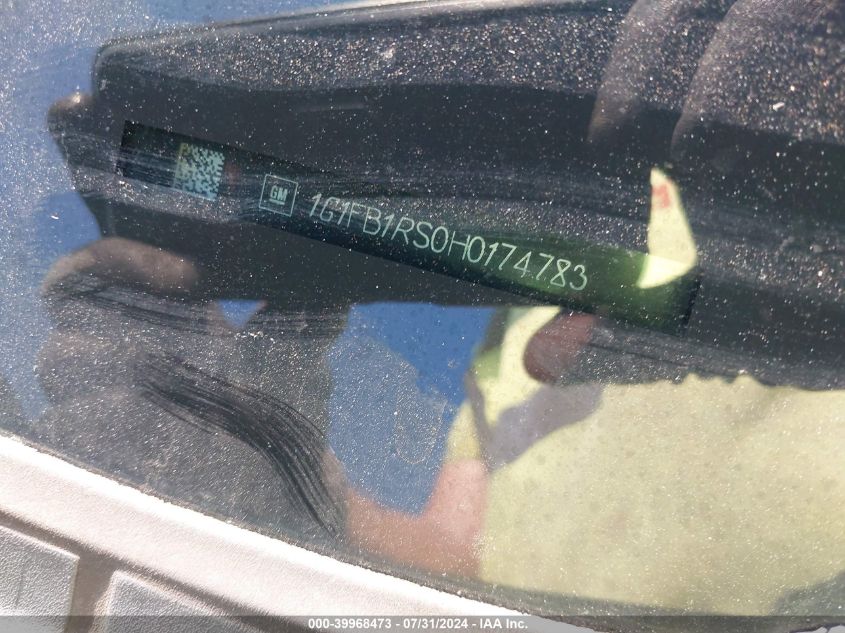 GM 1G1FB1RS0H0174783
000-39968473 - 07/31/2024 - IAA Inc.